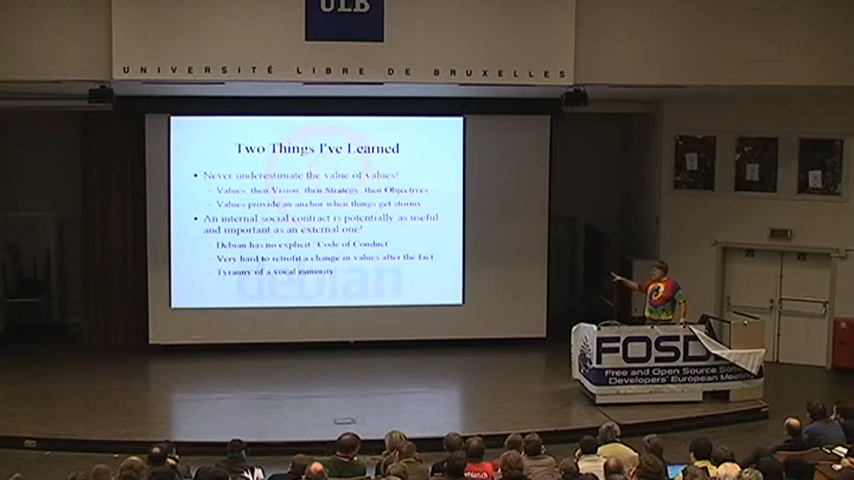 ULB
UNIVERSITÉ LIBRE DE BRUXELLES
Two Things I've Learned
• Never underestimate the value of values!
– Values, then Vision, then Strategy, then Objectives
– Values provide an anchor when things get stormy
• An internal social contract is potentially as useful
and important as an external one!
– Debian has no explicit "Code of Conduct"
– Very hard to retrofit a change in values after the fact
– Tyranny of a vocal minority
debian
FOSD
Free and Open Source Soft
Developers' European Meeting